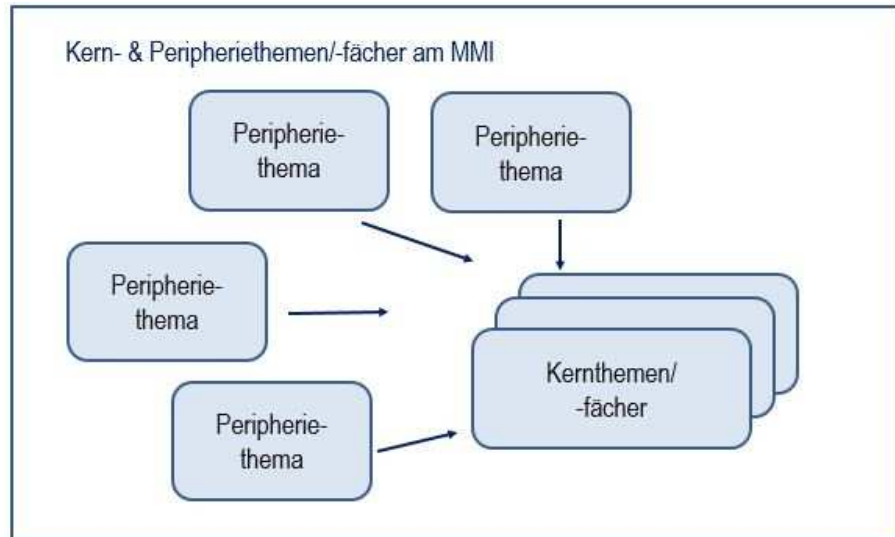 Kern- & Peripheriethemen/-fächer am MMI
Peripherie-
thema
Peripherie-
thema
Peripherie-
thema
Kernthemen/
-fächer
Peripherie-
thema